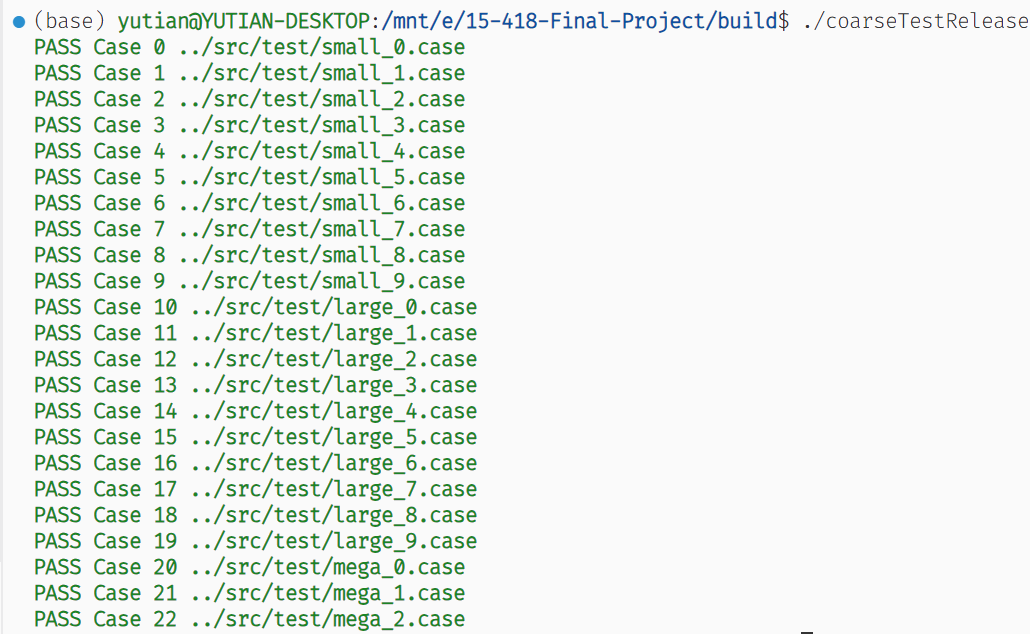 (base) yutian@YUTIAN-DESKTOP:/mnt/e/15-418-Final-Project/build$ ./coarseTestRelease
PASS Case 0 ../src/test/small_0.case
PASS Case 1 ../src/test/small_1.case
PASS Case 2 ../src/test/small_2.case
PASS Case 3 ../src/test/small_3.case
PASS Case 4 ../src/test/small_4.case
PASS Case 5 ../src/test/small_5.case
PASS Case 6 ../src/test/small_6.case
PASS Case 7 ../src/test/small_7.case
PASS Case 8 ../src/test/small_8.case
PASS Case 9 ../src/test/small_9.case
PASS Case 10 ../src/test/large_0.case
PASS Case 11 ../src/test/large_1.case
PASS Case 12 ../src/test/large_2.case
PASS Case 13 ../src/test/large_3.case
PASS Case 14 ../src/test/large_4.case
PASS Case 15 ../src/test/large_5.case
PASS Case 16 ../src/test/large_6.case
PASS Case 17 ../src/test/large_7.case
PASS Case 18 ../src/test/large_8.case
PASS Case 19 ../src/test/large_9.case
PASS Case 20 ../src/test/mega_0.case
PASS Case 21 ../src/test/mega_1.case
PASS Case 22 ../src/test/mega_2.case